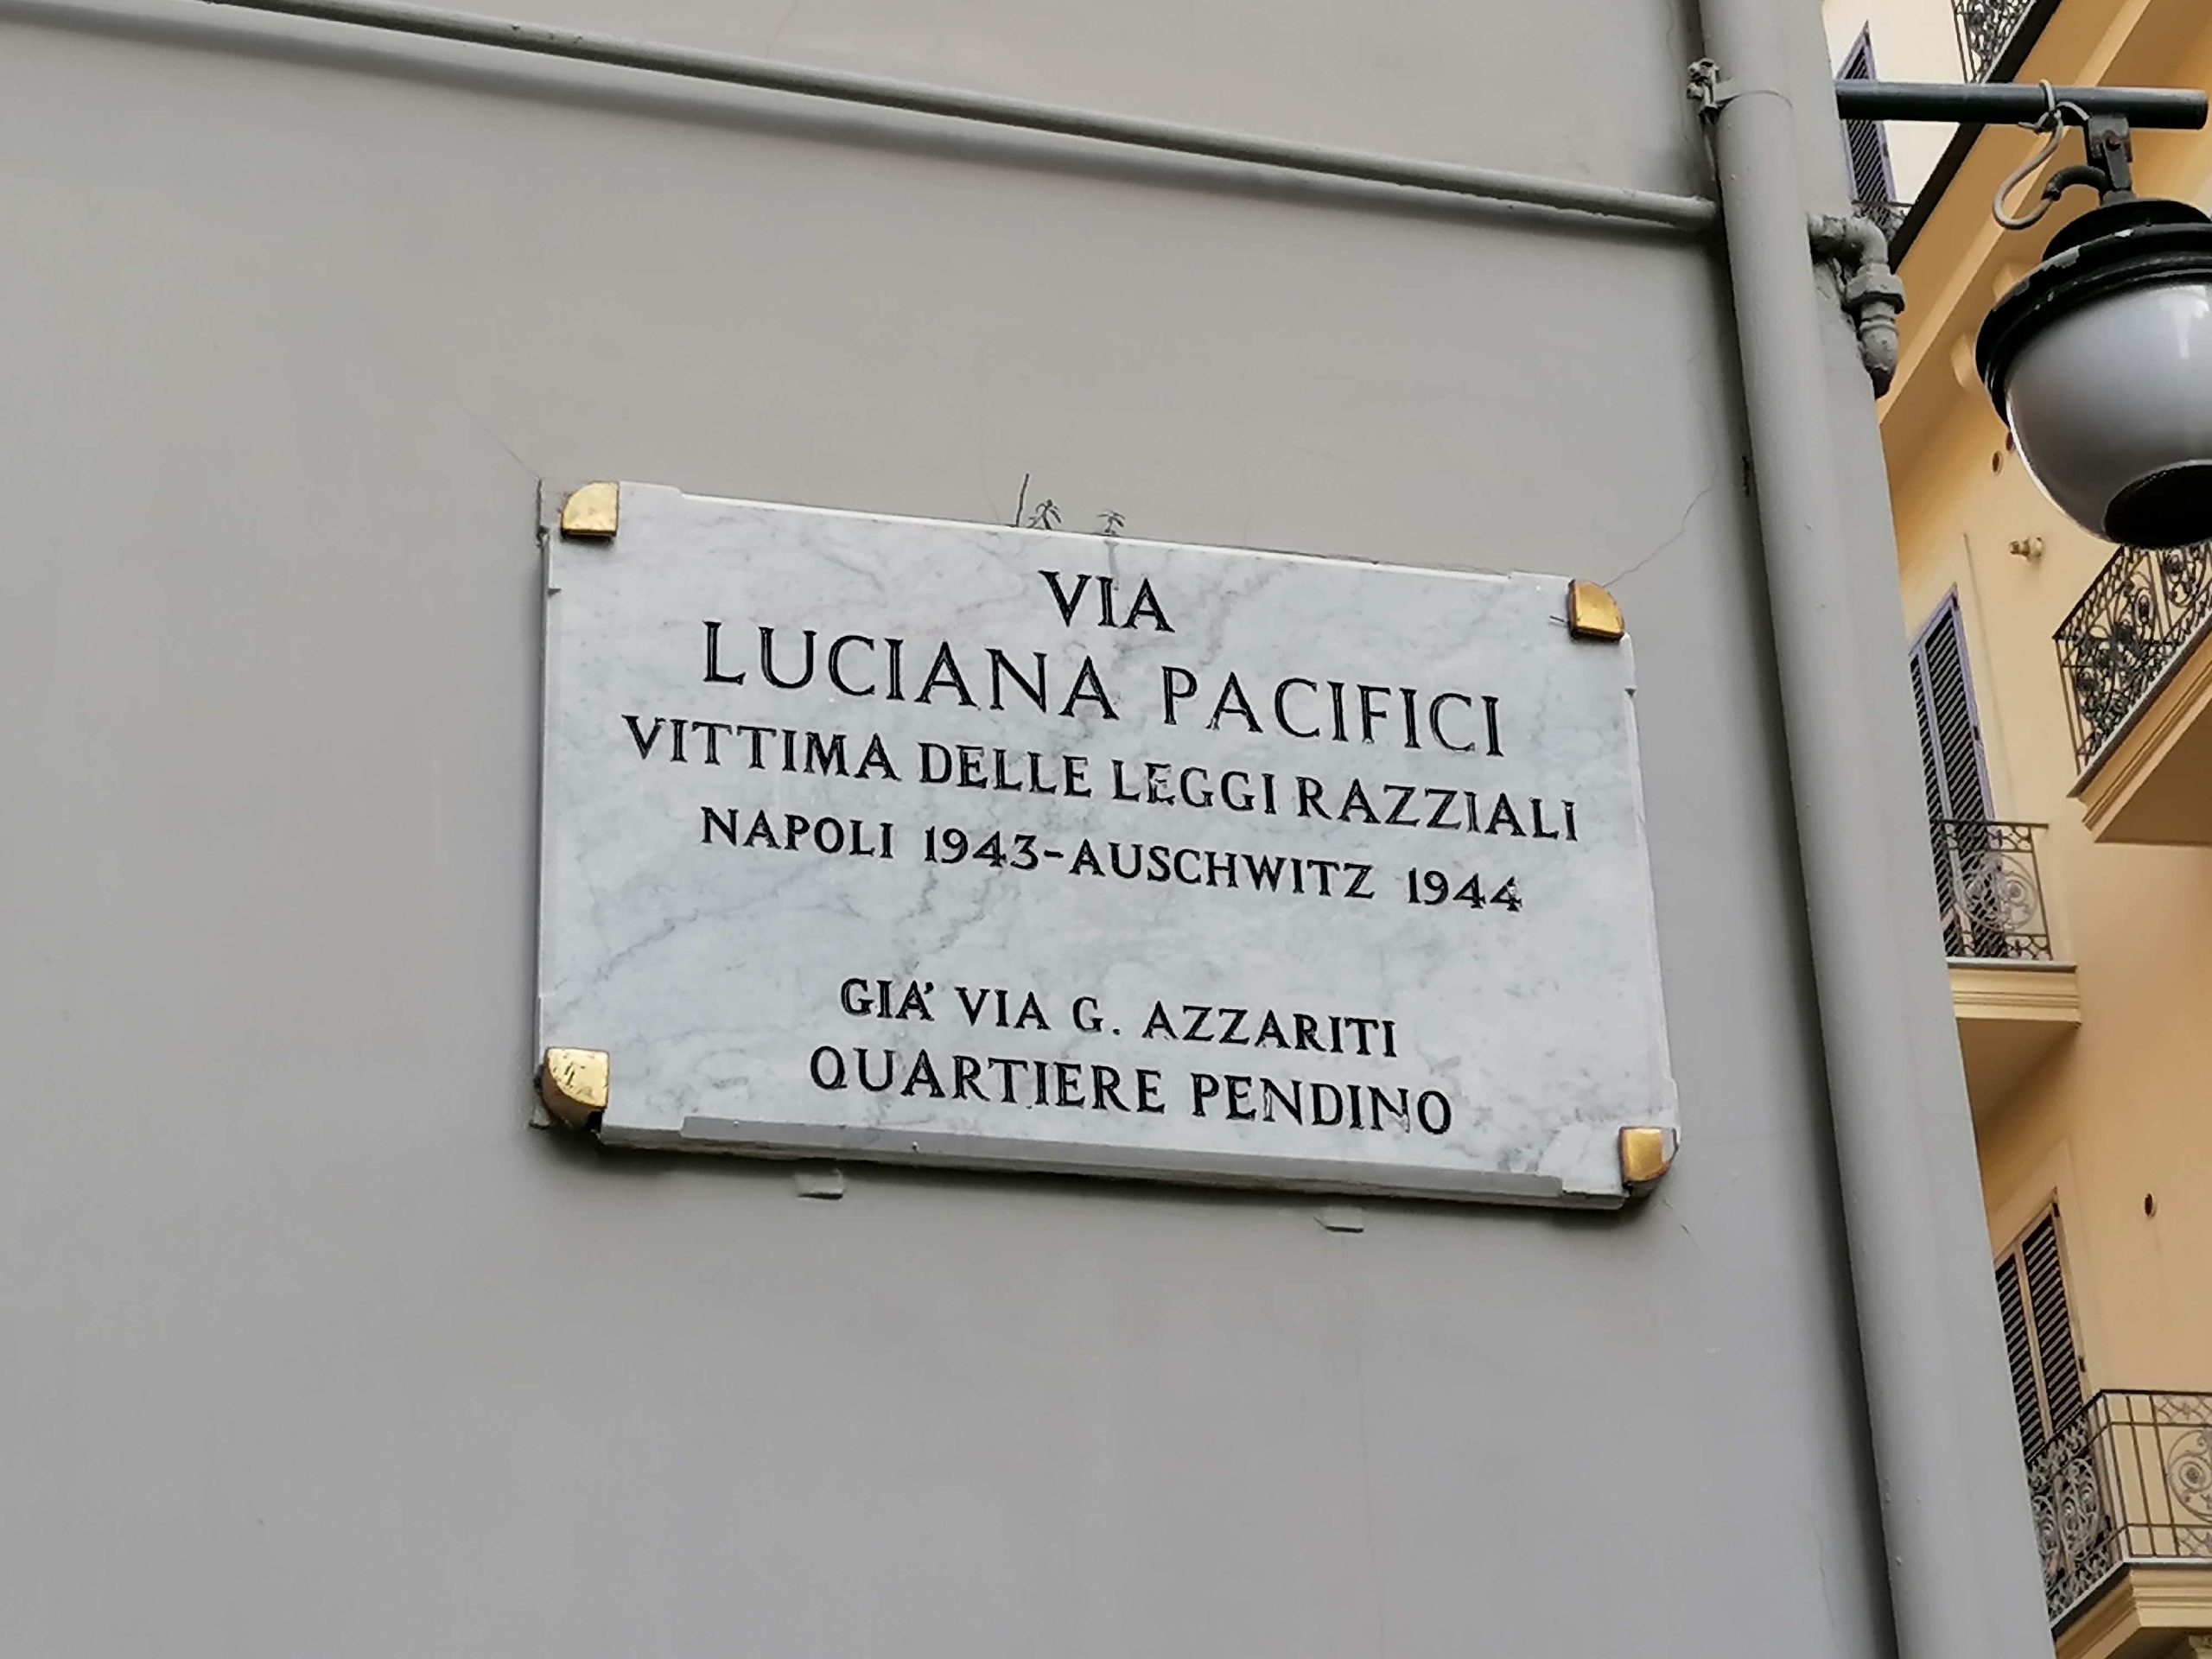 VIA
LUCIANA PACIFICI
VITTIMA DELLE LEGGI RAZZIALI
NAPOLI 1943-AUSCHWITZ 1944
GIA' VIA G. AZZARITI
QUARTIERE PENDINO